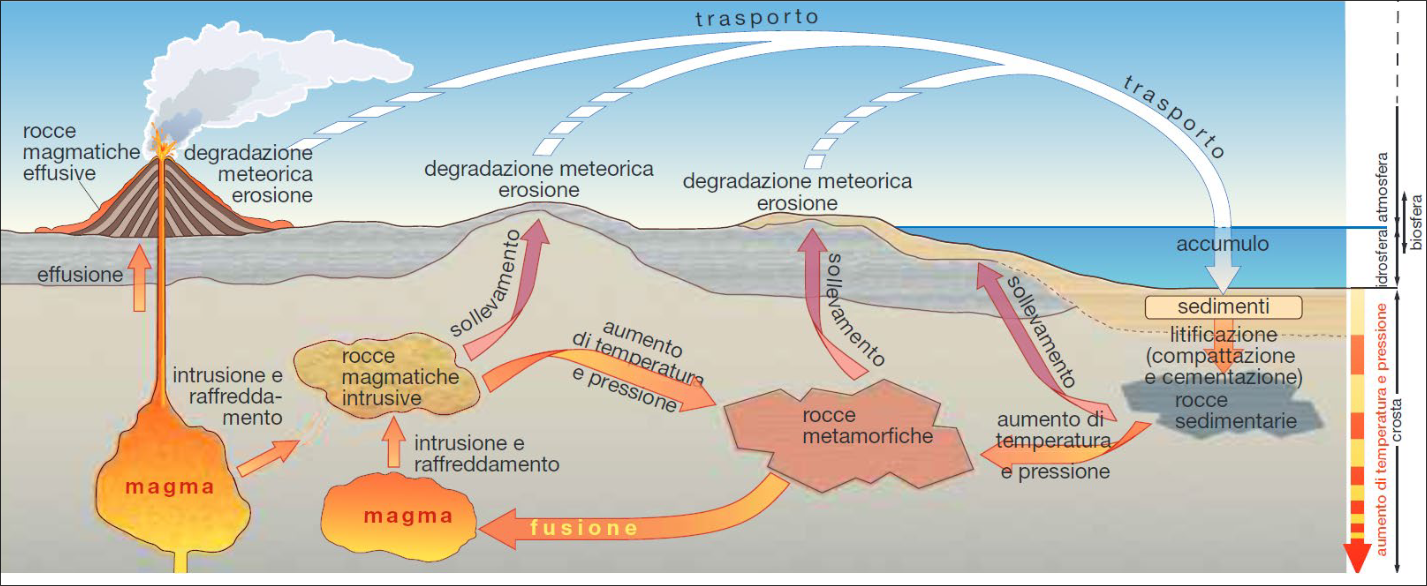 trasporto
trasporto
rocce
magmatiche
effusive
degradazione
meteorica
erosione
degradazione meteorica
erosione
degradazione meteorica
erosione
effusione
sollevamento
sollevamento
sollevamento
accumulo
sedimenti
litificazione
(compattazione
e cementazione)
rocce
sedimentarie
intrusione e
raffredda-
mento
rocce
magmatiche
intrusive
aumento
di temperatura
e pressione
rocce
metamorfiche
aumento di
temperatura
e pressione
intrusione e
raffreddamento
magma
magma
fusione
atmosfera
idrosfera
biosfera
crosta
aumento di temperatura e pressione